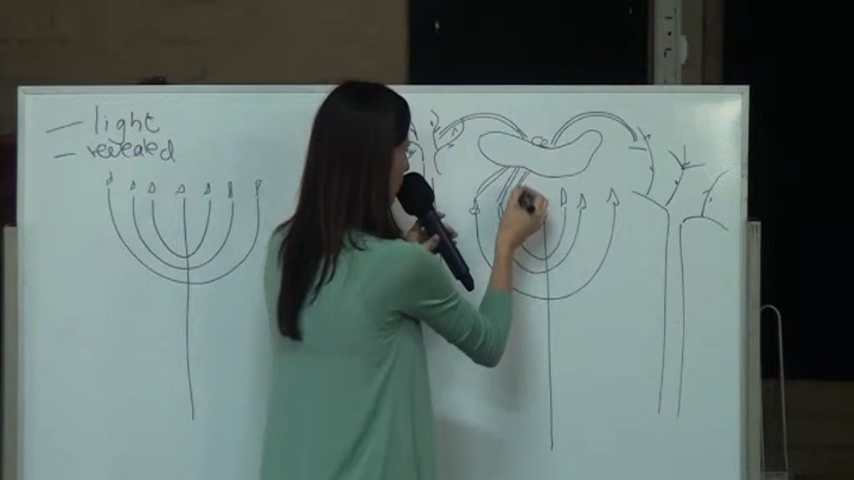 — light
— revealed